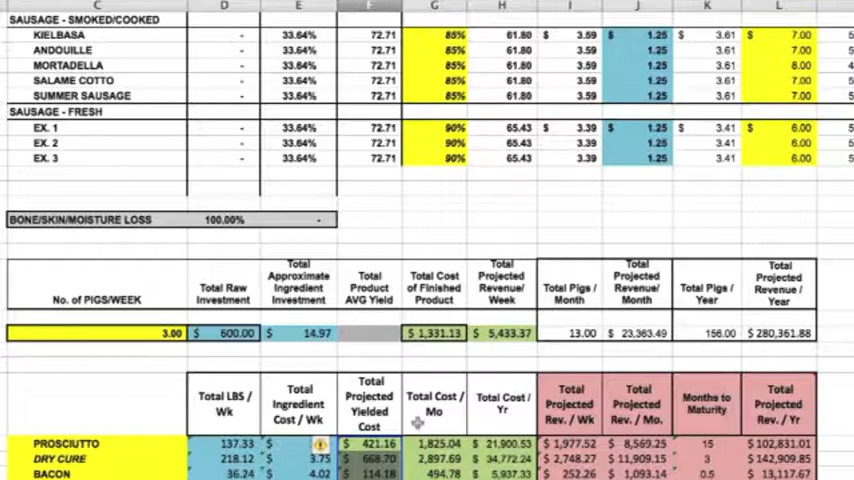 C D E F G H I J K L
SAUSAGE - SMOKED/COOKED
KIELBASA - 33.64% 72.71 85% 61.80 $ 3.59 $ 1.25 $ 3.61 $ 7.00 5
ANDOUILLE - 33.64% 72.71 85% 61.80 3.59 1.25 3.61 7.00 5
MORTADELLA - 33.64% 72.71 85% 61.80 3.59 1.25 3.61 8.00 4
SALAME COTTO - 33.64% 72.71 85% 61.80 3.59 1.25 3.61 7.00 5
SUMMER SAUSAGE - 33.64% 72.71 85% 61.80 3.59 1.25 3.61 7.00 5
SAUSAGE - FRESH
EX. 1 - 33.64% 72.71 90% 65.43 $ 3.39 $ 1.25 $ 3.41 $ 6.00 5
EX. 2 - 33.64% 72.71 90% 65.43 3.39 1.25 3.41 6.00 5
EX. 3 - 33.64% 72.71 90% 65.43 3.39 1.25 3.41 6.00 5
BONE/SKIN/MOISTURE LOSS 100.00% -
No. of PIGS/WEEK Total Raw Investment Total Approximate Ingredient Investment Total Product AVG Yield Total Cost of Finished Product Total Projected Revenue/ Week Total Pigs / Month Total Projected Revenue/ Month Total Pigs / Year Total Projected Revenue / Year
3.00 $ 600.00 $ 14.97 $ 1,331.13 $ 5,433.37 13.00 $ 23,363.49 156.00 $ 280,361.88
Total LBS / Wk Total Ingredient Cost / Wk Total Projected Yielded Cost Total Cost / Mo Total Cost / Yr Total Projected Rev. / Wk Total Projected Rev. / Mo. Months to Maturity Total Projected Rev. / Yr
PROSCIUTTO 137.33 $ $ 421.16 1,825.04 $ 21,900.53 $ 1,977.52 $ 8,569.25 15 $ 102,831.01
DRY CURE 218.12 3.75 668.70 2,897.69 $ 34,772.24 $ 2,748.27 $ 11,909.15 3 $ 142,909.85
BACON 36.24 4.02 114.18 494.78 $ 5,937.33 $ 252.26 $ 1,093.14 0.5 $ 13,117.67